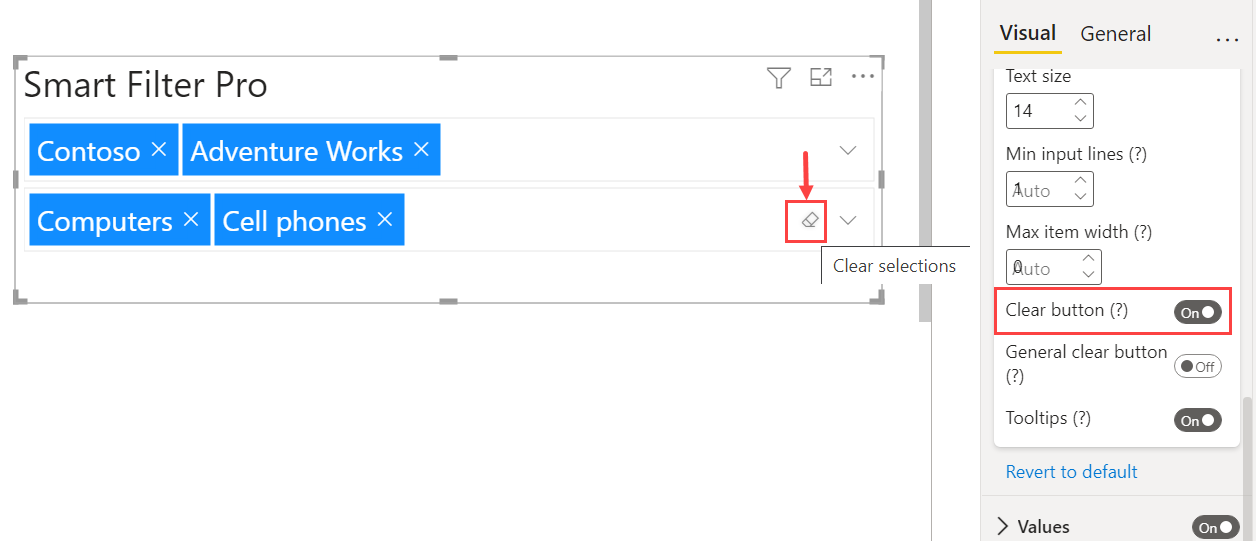 Smart Filter Pro
Contoso
Adventure Works
Computers
Cell phones
Clear selections
Visual
General
Text size
14
Min input lines (?)
1
Auto
Max item width (?)
0
Auto
Clear button (?)
On
General clear button
(?)
Off
Tooltips (?)
On
Revert to default
Values
On